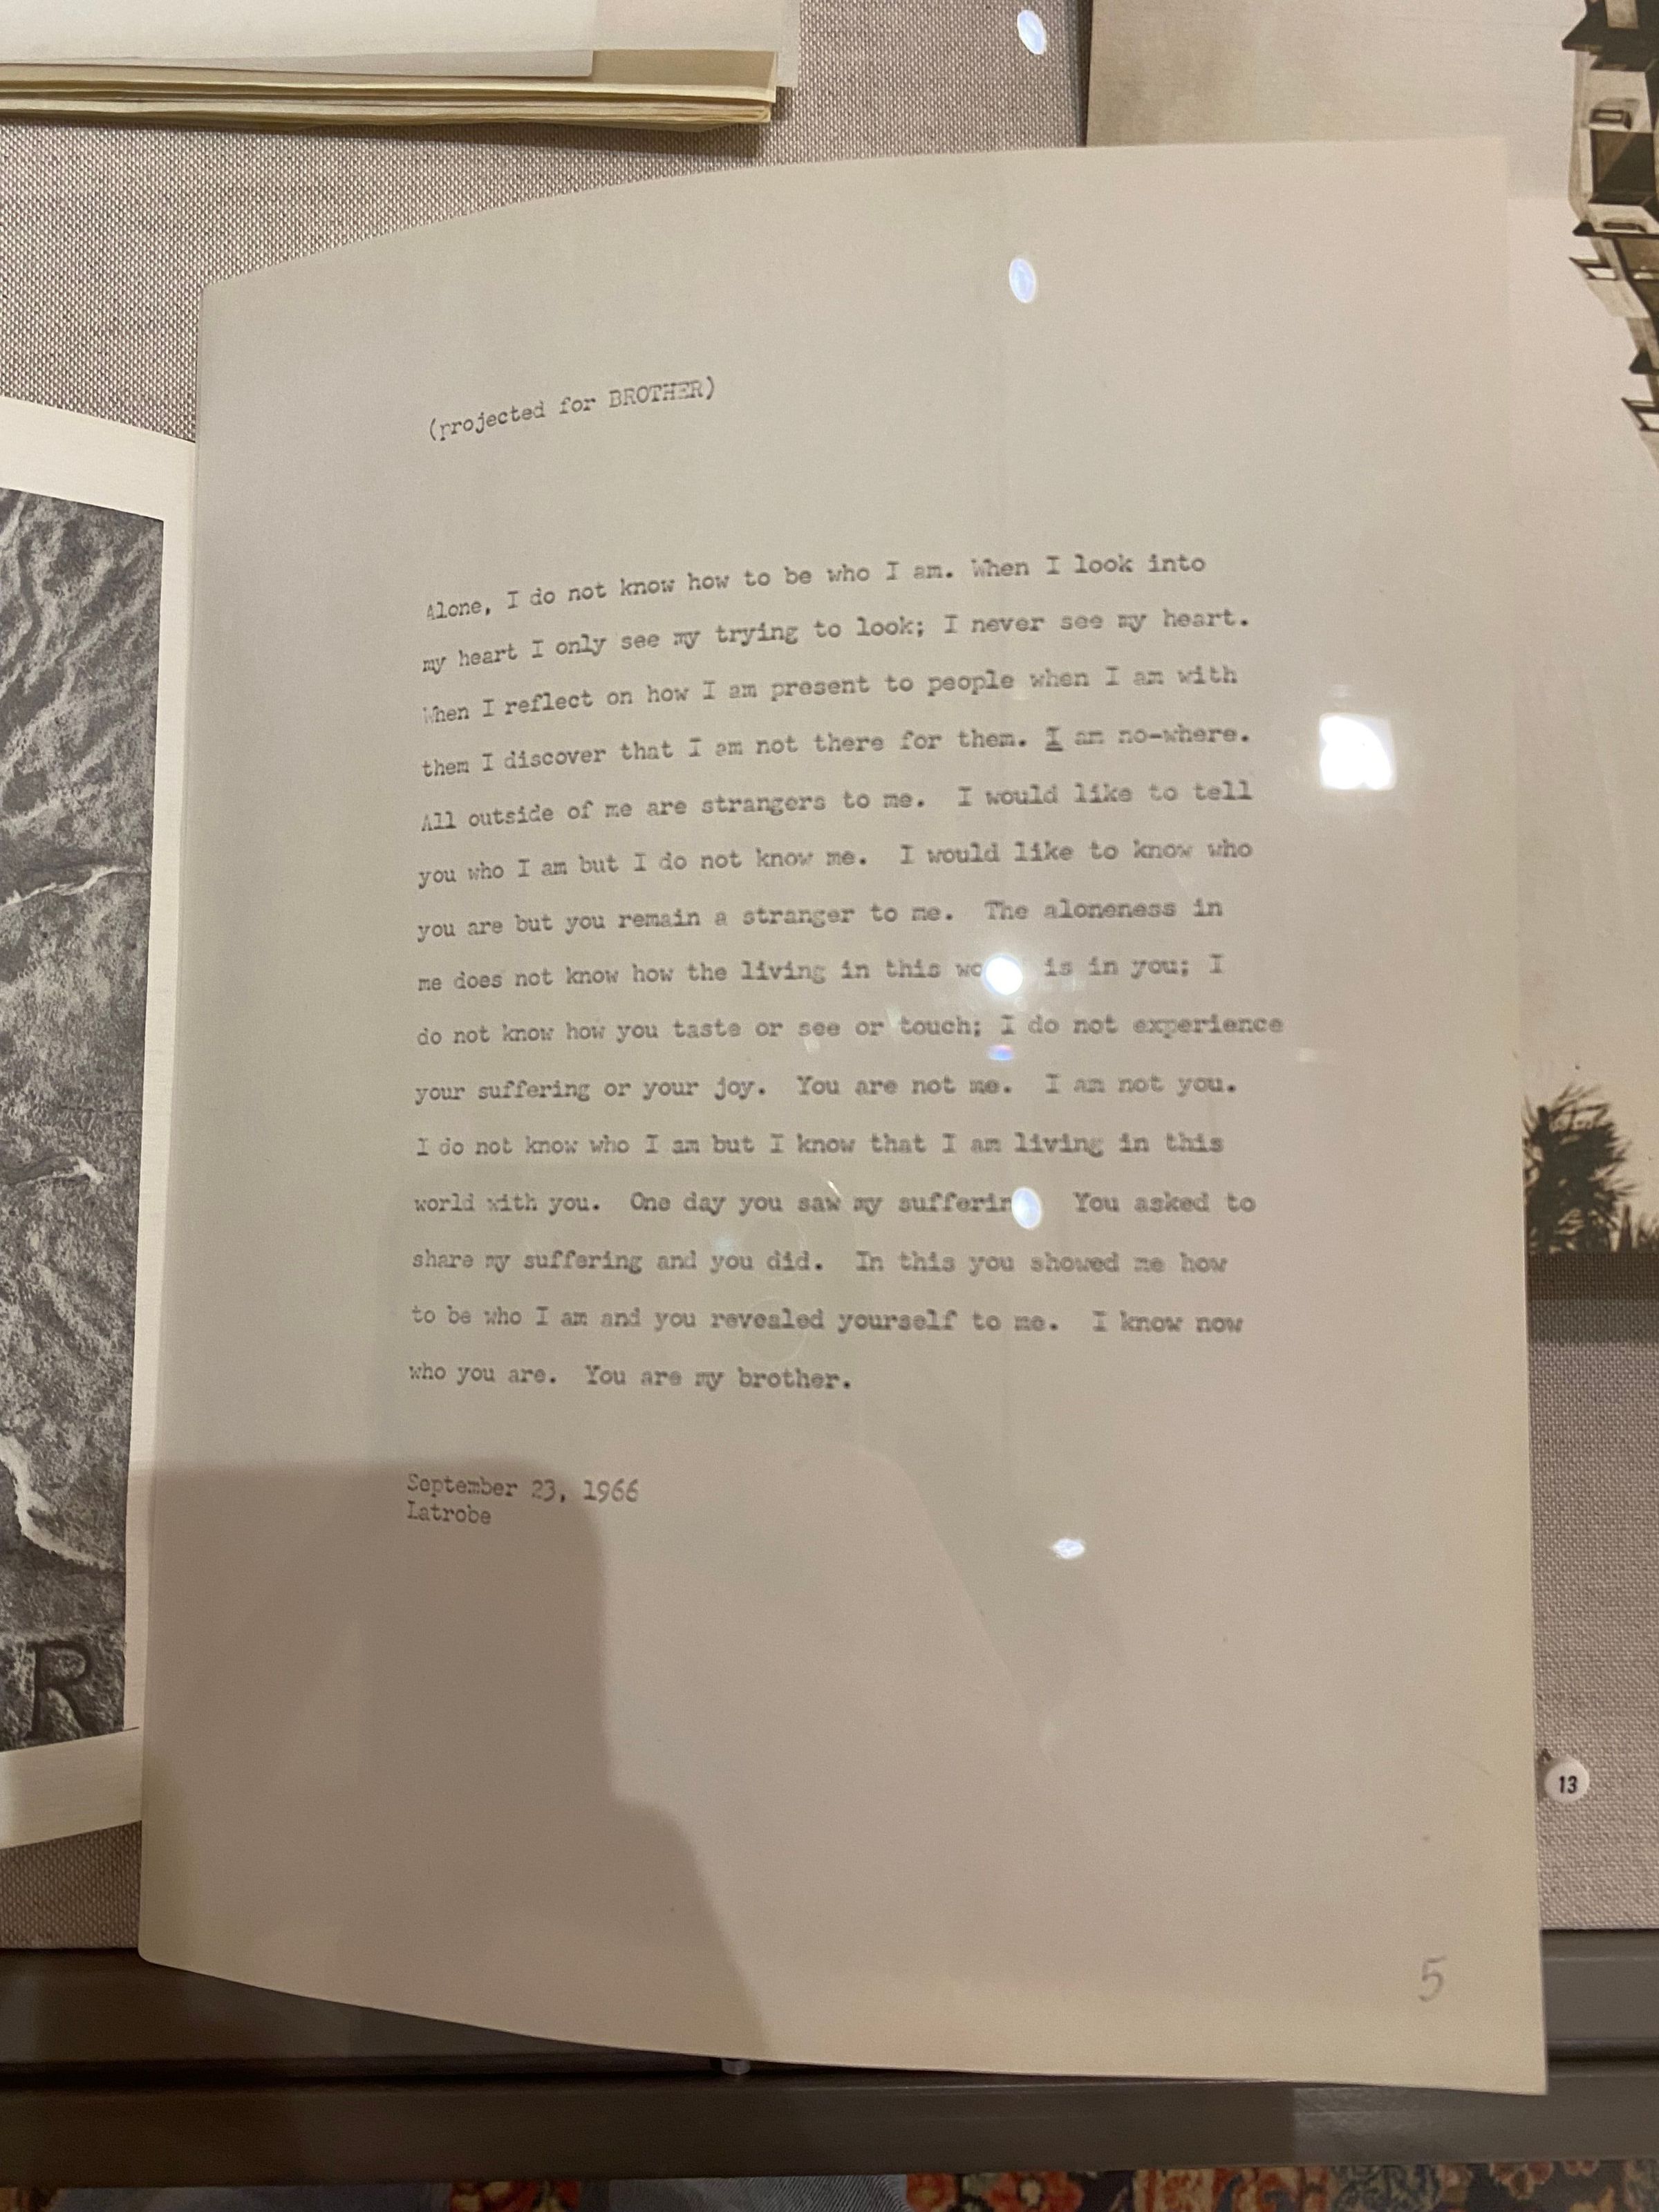 (projected for BROTHER)
Alone, I do not know how to be who I am. When I look into
my heart I only see my trying to look; I never see my heart.
When I reflect on how I am present to people when I am with
them I discover that I am not there for them. I am no-where.
All outside of me are strangers to me. I would like to tell
you who I am but I do not know me. I would like to know who
you are but you remain a stranger to me. The aloneness in
me does not know how the living in this is in you; I
do not know how you taste or see or touch; I do not experience
your suffering or your joy. You are not me. I am not you.
I do not know who I am but I know that I am living in this
world with you. One day you saw my suffering You asked to
share my suffering and you did. In this you showed me how
to be who I am and you revealed yourself to me. I know now
who you are. You are my brother.
September 23, 1966
Latrobe
R
13
5